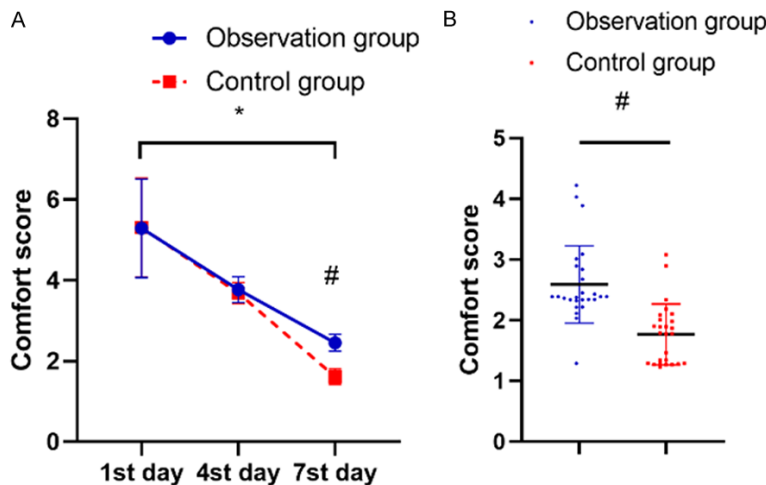 A
Observation group
Control group
*
8
6
4
2
0
Comfort score
#
1st day 4st day 7st day
B
Observation group
Control group
#
5
4
3
2
1
0
Comfort score